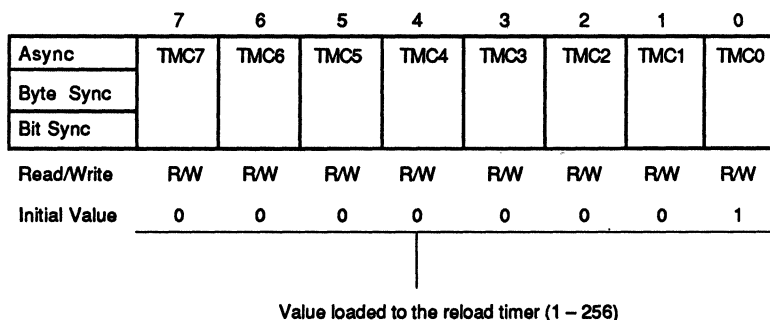 7 6 5 4 3 2 1 0
Async TMC7 TMC6 TMC5 TMC4 TMC3 TMC2 TMC1 TMC0
Byte Sync
Bit Sync
Read/Write R/W R/W R/W R/W R/W R/W R/W R/W
Initial Value 0 0 0 0 0 0 0 1
Value loaded to the reload timer (1 – 256)